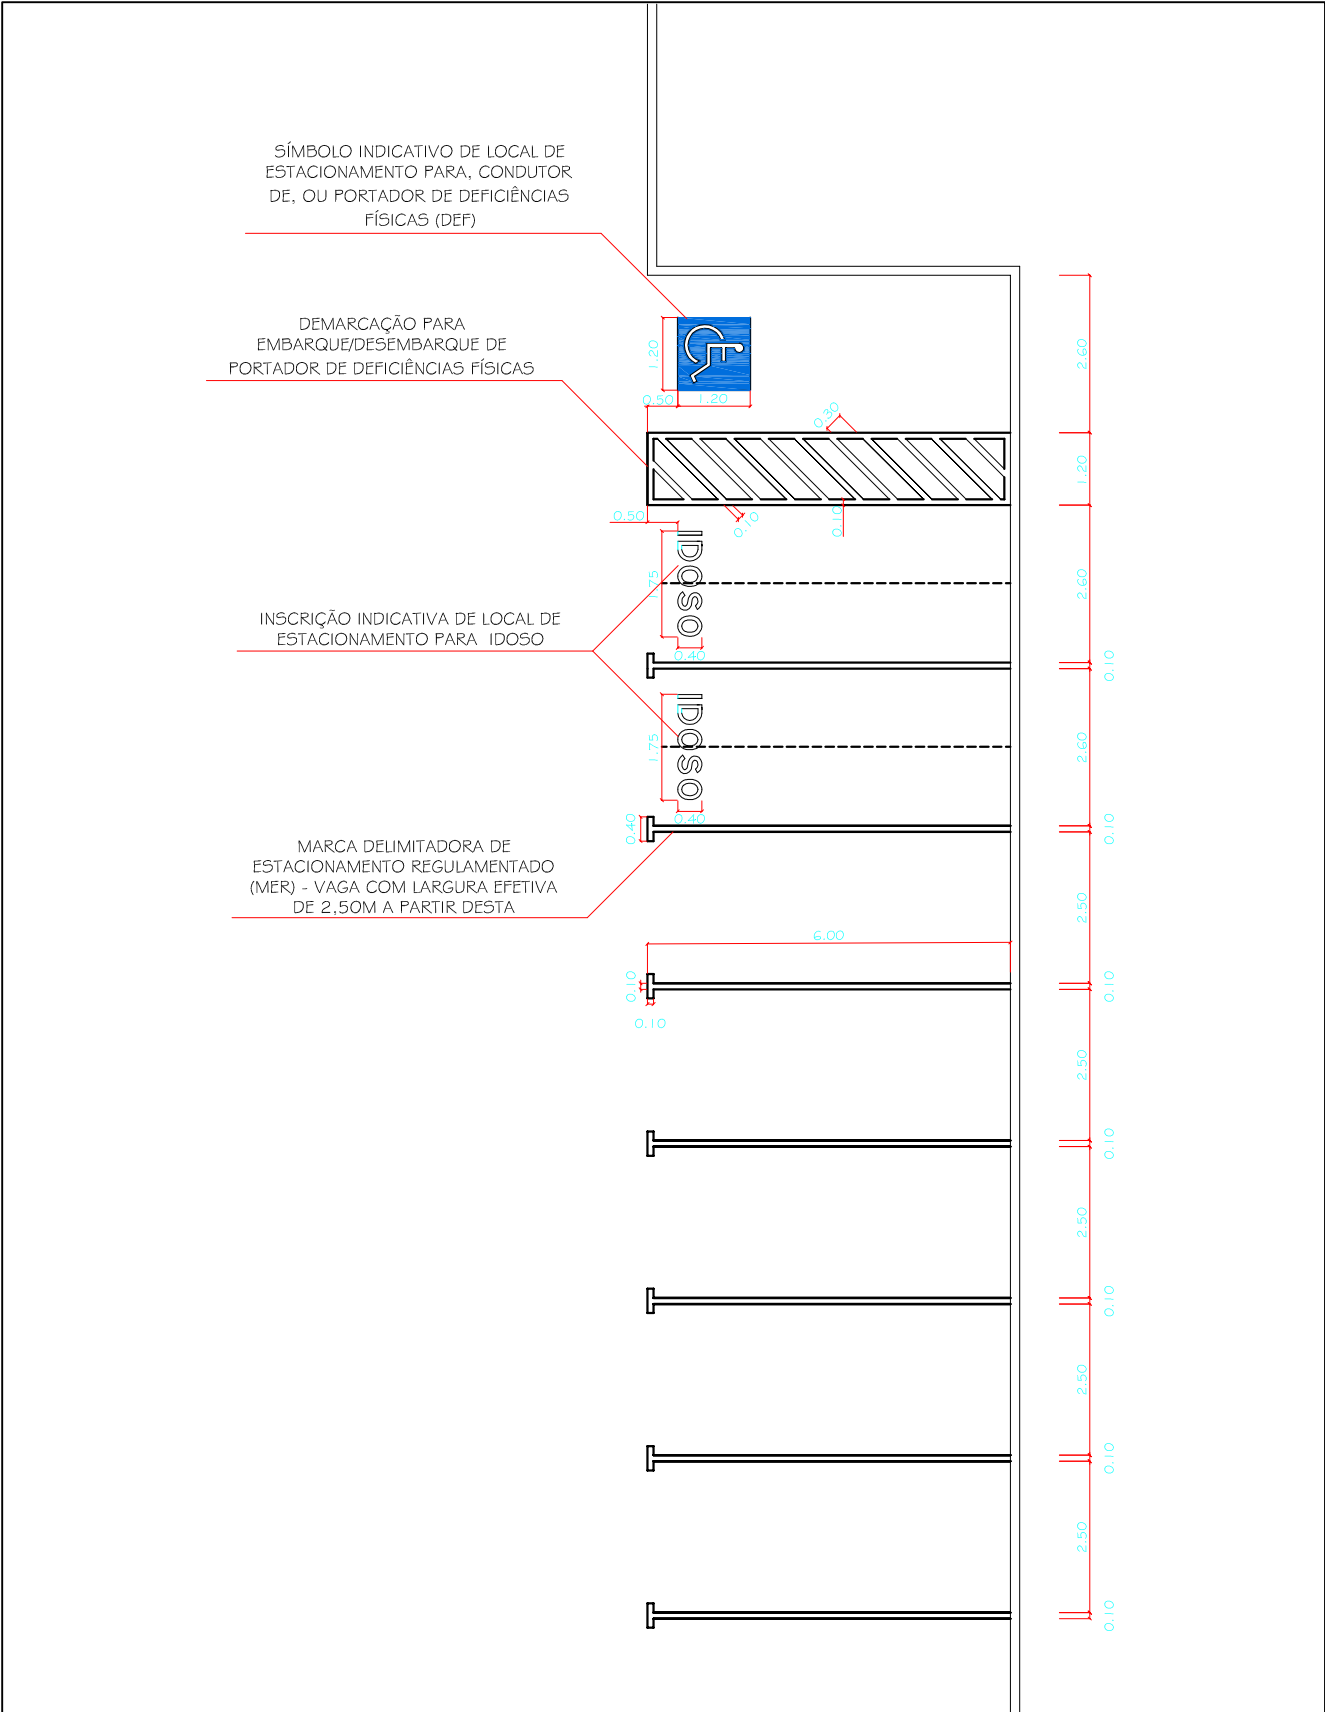 SÍMBOLO INDICATIVO DE LOCAL DE
ESTACIONAMENTO PARA, CONDUTOR
DE, OU PORTADOR DE DEFICIÊNCIAS
FÍSICAS (DEF)
2.60
DEMARCAÇÃO PARA
EMBARQUE/DESEMBARQUE DE
PORTADOR DE DEFICIÊNCIAS FÍSICAS
1.20
0.50
1.20
0.30
1.20
0.50
0.10
0.10
IDOSO
1.75
2.60
INSCRIÇÃO INDICATIVA DE LOCAL DE
ESTACIONAMENTO PARA IDOSO
0.40
0.10
IDOSO
1.75
2.60
0.40
0.40
0.10
MARCA DELIMITADORA DE
ESTACIONAMENTO REGULAMENTADO
(MER) - VAGA COM LARGURA EFETIVA
DE 2,50M A PARTIR DESTA
2.50
6.00
0.10
0.10
0.10
2.50
0.10
2.50
0.10
2.50
0.10
2.50
0.10